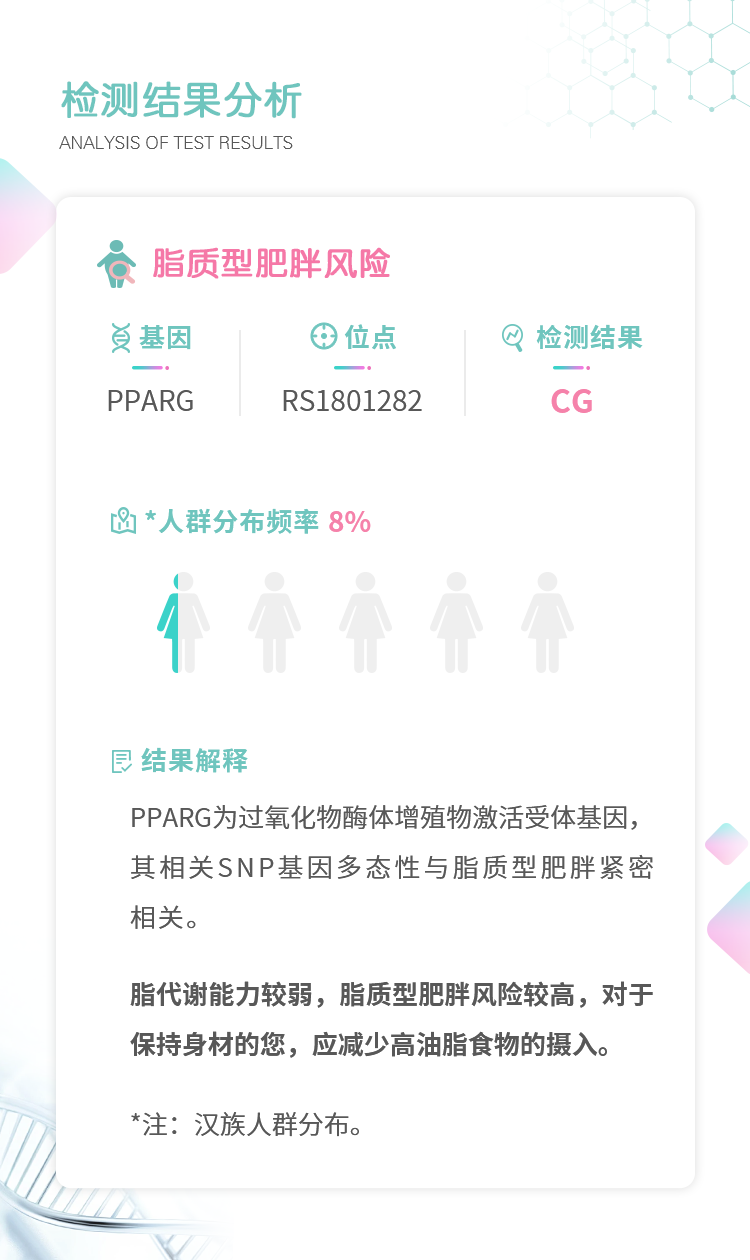 检测结果分析
ANALYSIS OF TEST RESULTS
脂质型肥胖风险
基因 位点 检测结果
PPARG RS1801282 CG
*人群分布频率 8%
结果解释
PPARG为过氧化物酶体增殖物激活受体基因，
其相关SNP基因多态性与脂质型肥胖紧密
相关。
脂代谢能力较弱，脂质型肥胖风险较高，对于
保持身材的您，应减少高油脂食物的摄入。
*注：汉族人群分布。